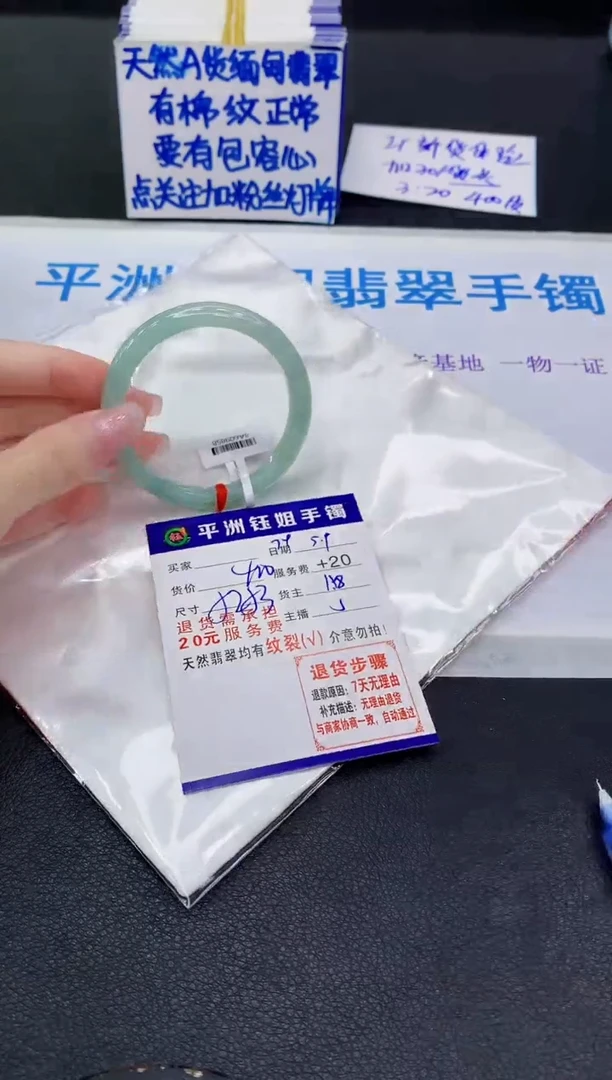 天然A货缅甸翡翠
有棉纹正常
要有包容心
点关注加粉丝灯牌
3.20 400
平洲 姐翡翠手镯
基地 一物一证
平洲钰姐手镯
买家 日期 5.1
货价 400 服务费 +20
尺寸 货主 158
退货需承担 主播
20元服务费
天然翡翠均有纹裂(√) 介意勿拍!
退货步骤
退款原因: 7天无理由
补充描述: 无理由退货
与商家协商一致,自动通过